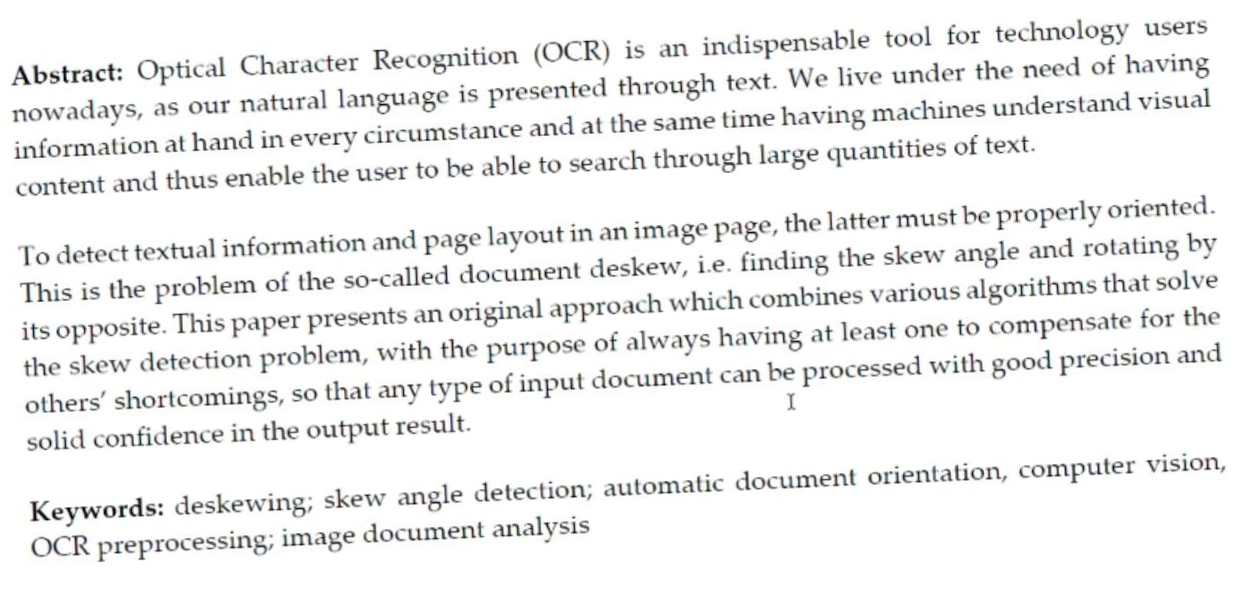 Abstract: Optical Character Recognition (OCR) is an indispensable tool for technology users
nowadays, as our natural language is presented through text. We live under the need of having
information at hand in every circumstance and at the same time having machines understand visual
content and thus enable the user to be able to search through large quantities of text.
To detect textual information and page layout in an image page, the latter must be properly oriented.
This is the problem of the so-called document deskew, i.e. finding the skew angle and rotating by
its opposite. This paper presents an original approach which combines various algorithms that solve
the skew detection problem, with the purpose of always having at least one to compensate for the
others’ shortcomings, so that any type of input document can be processed with good precision and
solid confidence in the output result.
Keywords: deskewing; skew angle detection; automatic document orientation, computer vision,
OCR preprocessing; image document analysis